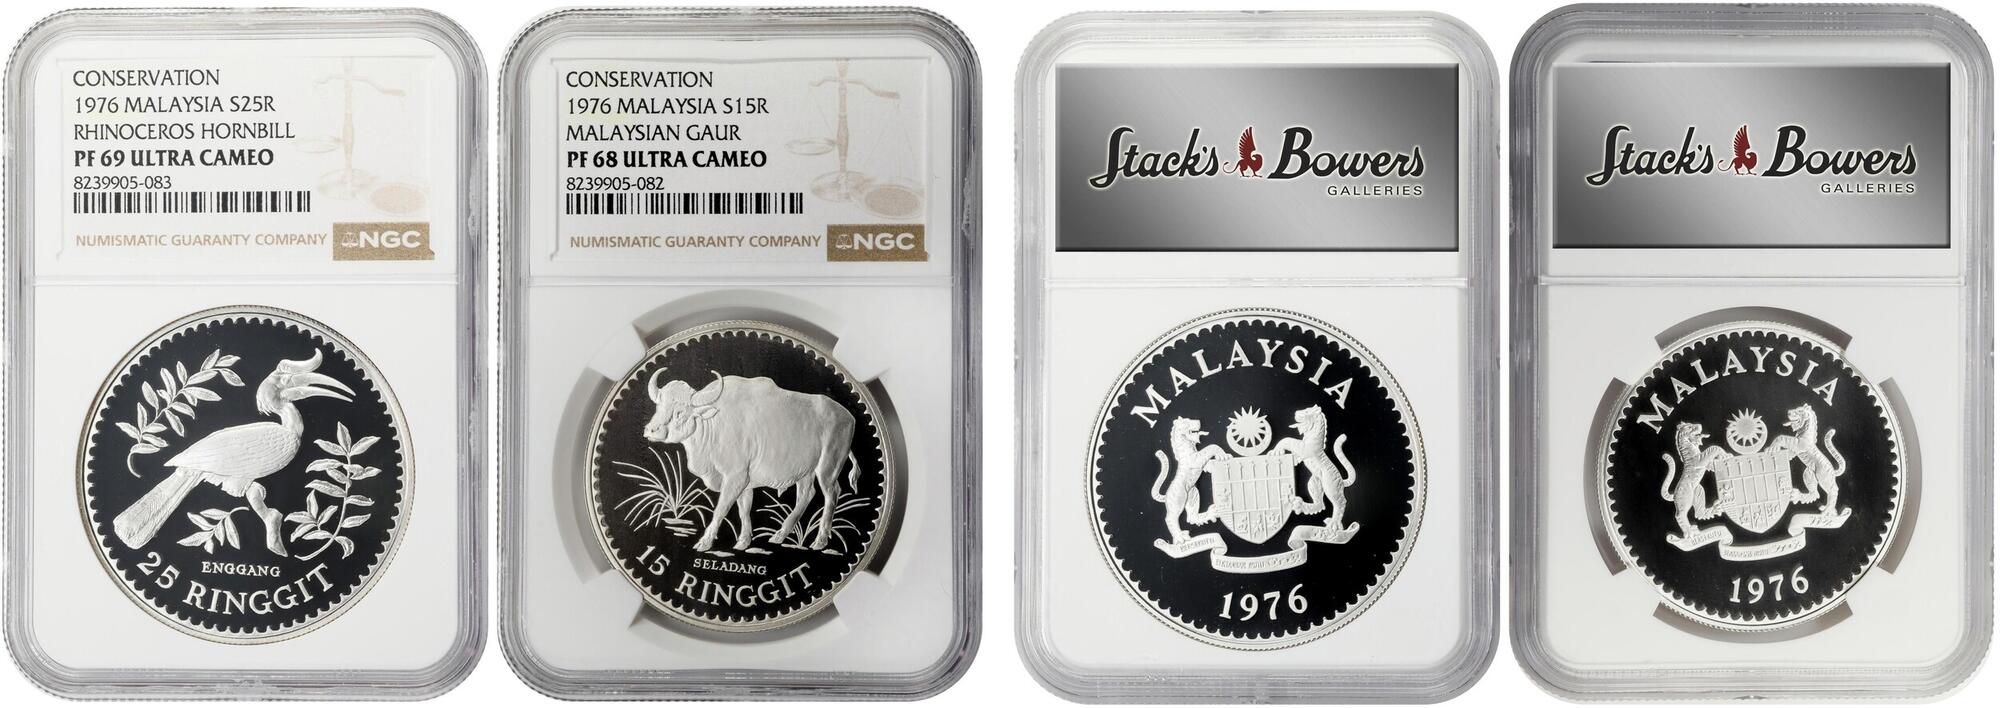 CONSERVATION
1976 MALAYSIA S25R
RHINOCEROS HORNBILL
PF 69 ULTRA CAMEO
8239905-083
NUMISMATIC GUARANTY COMPANY NGC
ENGGANG
25 RINGGIT
CONSERVATION
1976 MALAYSIA S15R
MALAYSIAN GAUR
PF 68 ULTRA CAMEO
8239905-082
NUMISMATIC GUARANTY COMPANY NGC
SELADANG
15 RINGGIT
Stack's Bowers
GALLERIES
MALAYSIA
1976
Stack's Bowers
GALLERIES
MALAYSIA
1976